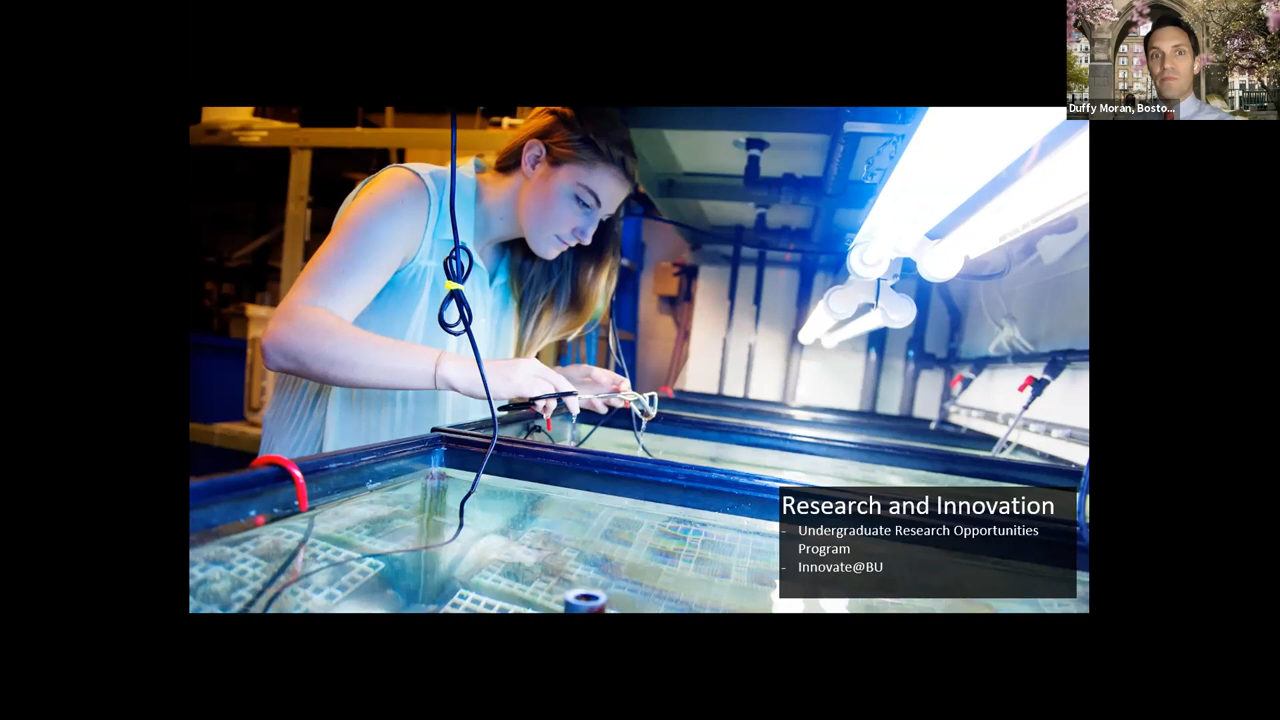 Duffy Moran, Bosto...
Research and Innovation
- Undergraduate Research Opportunities
Program
- Innovate@BU